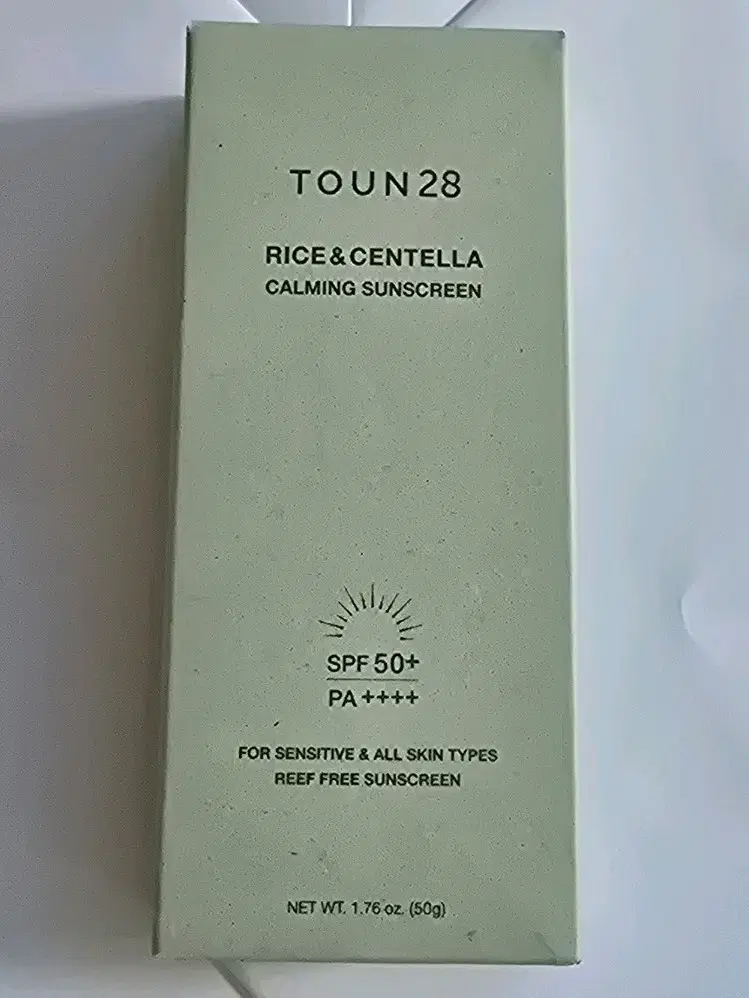 TOUN28
RICE&CENTELLA
CALMING SUNSCREEN
SPF 50+
PA ++++
FOR SENSITIVE & ALL SKIN TYPES
REEF FREE SUNSCREEN
NET WT. 1.76 oz. (50g)